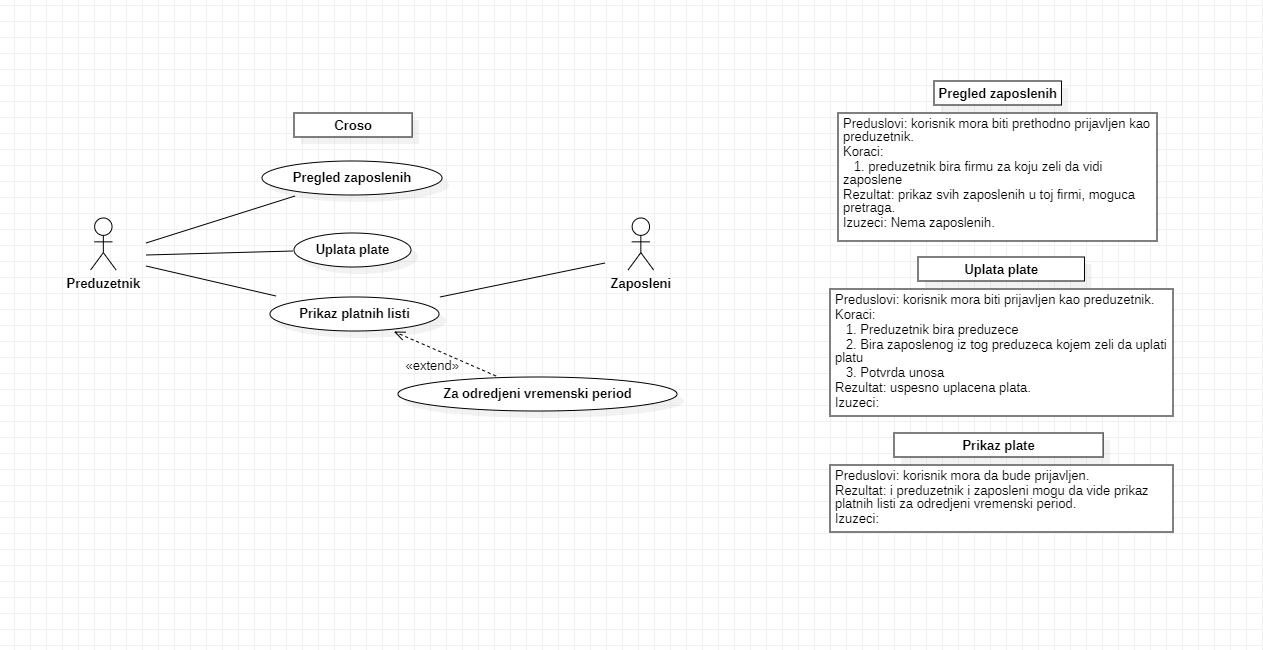 Croso
Pregled zaposlenih
Uplata plate
Preduzetnik
Zaposleni
Prikaz platnih listi
«extend»
Za odredjeni vremenski period
Pregled zaposlenih
Preduslovi: korisnik mora biti prethodno prijavljen kao
preduzetnik.
Koraci:
1. preduzetnik bira firmu za koju zeli da vidi
zaposlene
Rezultat: prikaz svih zaposlenih u toj firmi, moguca
pretraga.
Izuzeci: Nema zaposlenih.
Uplata plate
Preduslovi: korisnik mora biti prijavljen kao preduzetnik.
Koraci:
1. Preduzetnik bira preduzece
2. Bira zaposlenog iz tog preduzeca kojem zeli da uplati
platu
3. Potvrda unosa
Rezultat: uspesno uplacena plata.
Izuzeci:
Prikaz plate
Preduslovi: korisnik mora da bude prijavljen.
Rezultat: i preduzetnik i zaposleni mogu da vide prikaz
platnih listi za odredjeni vremenski period.
Izuzeci: